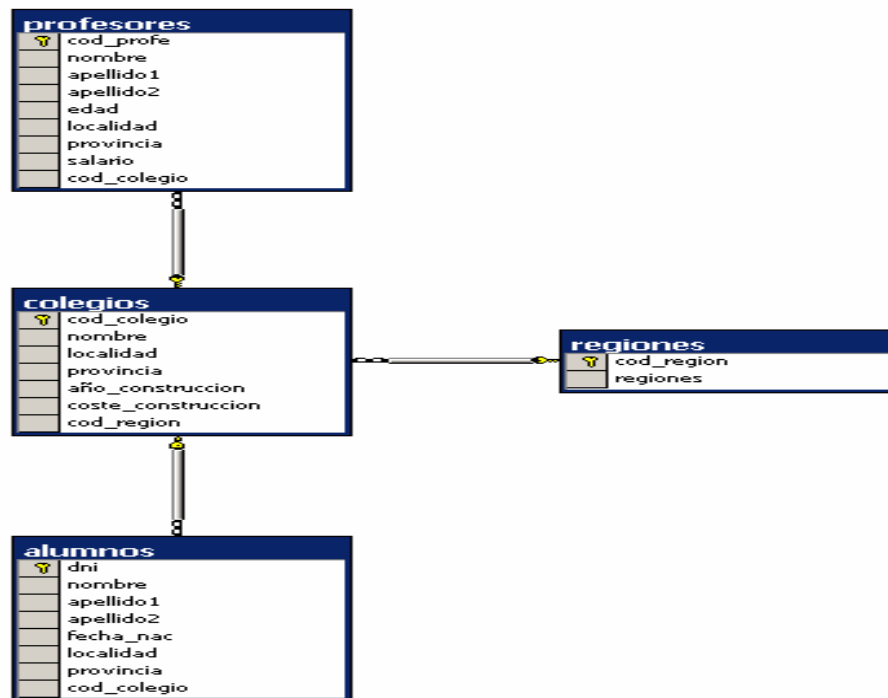 profesores
cod_profe
nombre
apellido1
apellido2
edad
localidad
provincia
salario
cod_colegio
colegios
cod_colegio
nombre
localidad
provincia
año_construccion
coste_construccion
cod_region
regiones
cod_region
regiones
alumnos
dni
nombre
apellido1
apellido2
fecha_nac
localidad
provincia
cod_colegio